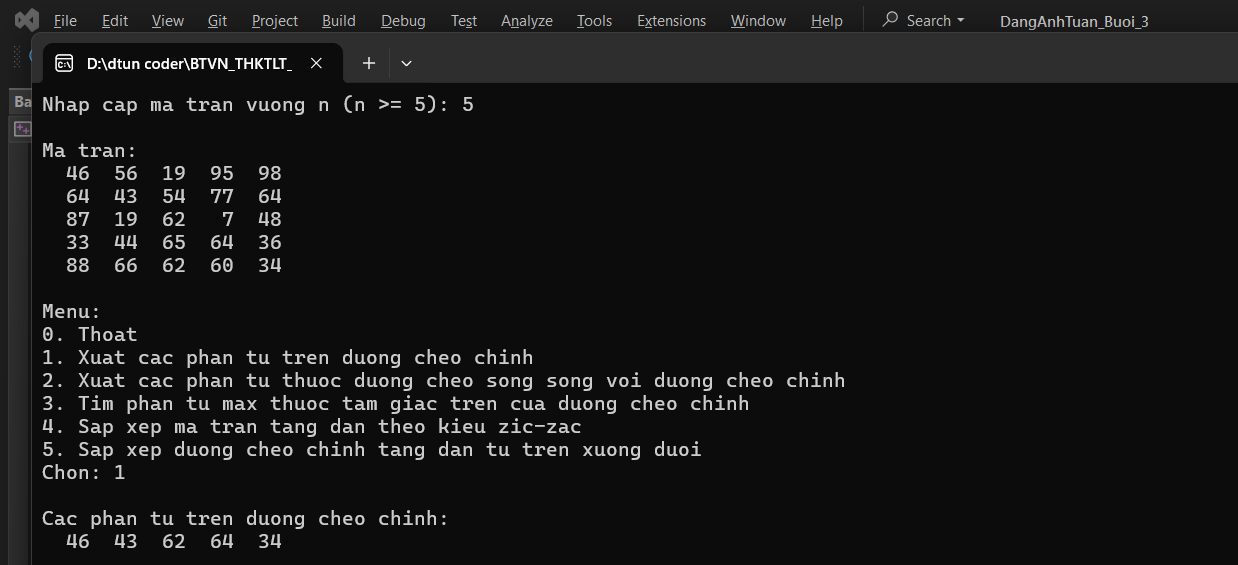 File Edit View Git Project Build Debug Test Analyze Tools Extensions Window Help Search DangAnhTuan_Buoi_3
D:\dtun coder\BTVN_THKTLT_
Ba
Nhap cap ma tran vuong n (n >= 5): 5
Ma tran:
46 56 19 95 98
64 43 54 77 64
87 19 62 7 48
33 44 65 64 36
88 66 62 60 34
Menu:
0. Thoat
1. Xuat cac phan tu tren duong cheo chinh
2. Xuat cac phan tu thuoc duong cheo song song voi duong cheo chinh
3. Tim phan tu max thuoc tam giac tren cua duong cheo chinh
4. Sap xep ma tran tang dan theo kieu zic-zac
5. Sap xep duong cheo chinh tang dan tu tren xuong duoi
Chon: 1
Cac phan tu tren duong cheo chinh:
46 43 62 64 34